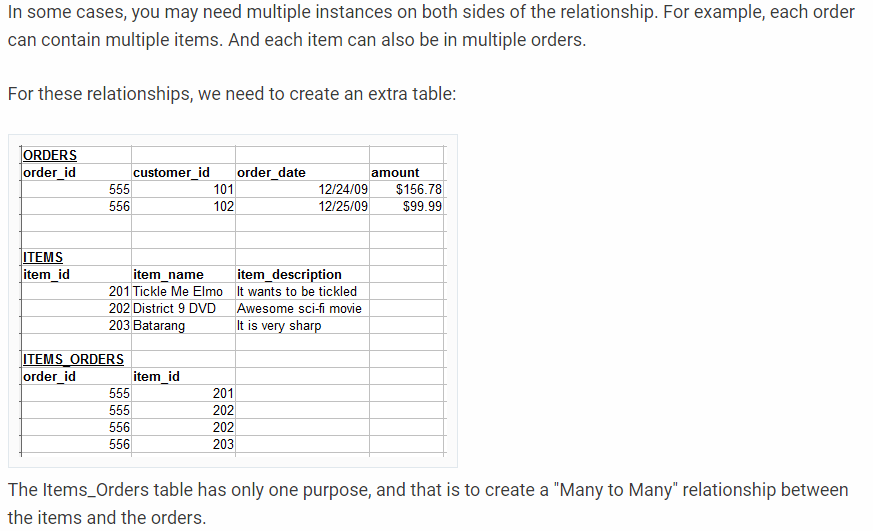 In some cases, you may need multiple instances on both sides of the relationship. For example, each order
can contain multiple items. And each item can also be in multiple orders.
For these relationships, we need to create an extra table:
ORDERS
order_id customer_id order_date amount
555 101 12/24/09 $156.78
556 102 12/25/09 $99.99
ITEMS
item_id item_name item_description
201 Tickle Me Elmo It wants to be tickled
202 District 9 DVD Awesome sci-fi movie
203 Batarang It is very sharp
ITEMS_ORDERS
order_id item_id
555 201
555 202
556 202
556 203
The Items_Orders table has only one purpose, and that is to create a "Many to Many" relationship between
the items and the orders.